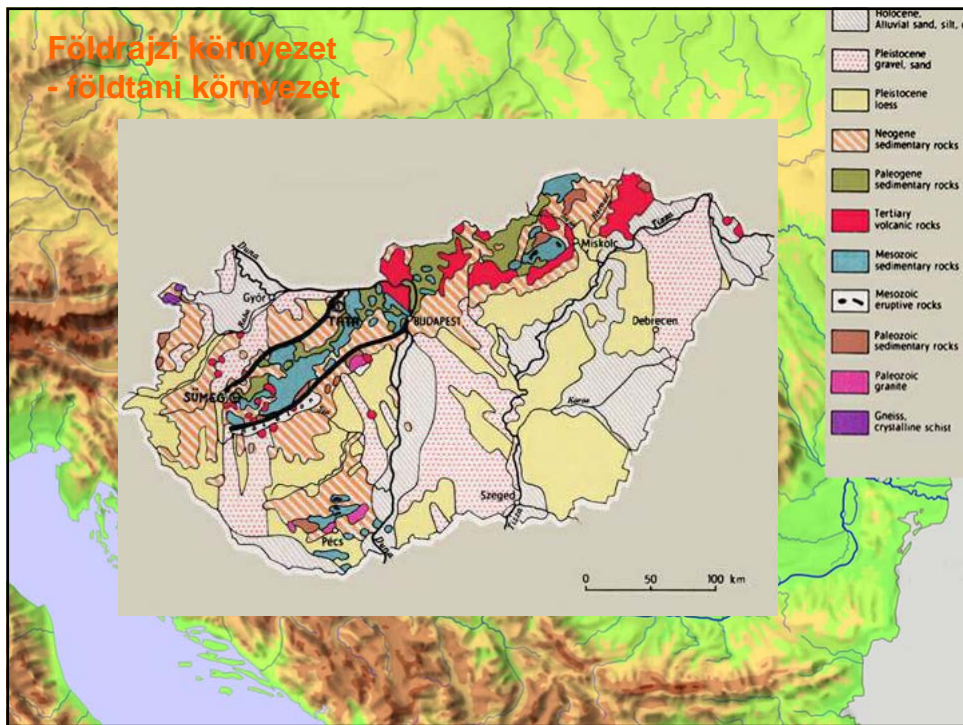 Földrajzi környezet
- földtani környezet
Holocene,
Alluvial sand, silt,
Pleistocene
gravel, sand
Pleistocene
loess
Neogene
sedimentary rocks
Paleogene
sedimentary rocks
Tertiary
volcanic rocks
Mesozoic
sedimentary rocks
Mesozoic
eruptive rocks
Paleozoic
sedimentary rocks
Paleozoic
granite
Gneiss,
crystalline schist
Tisza
Miskolc
Duna
Győr
Rába
TATA
BUDAPEST
Debrecen
SÜMEG
Körös
Szeged
Tisza
Pécs
Duna
0 50 100 km